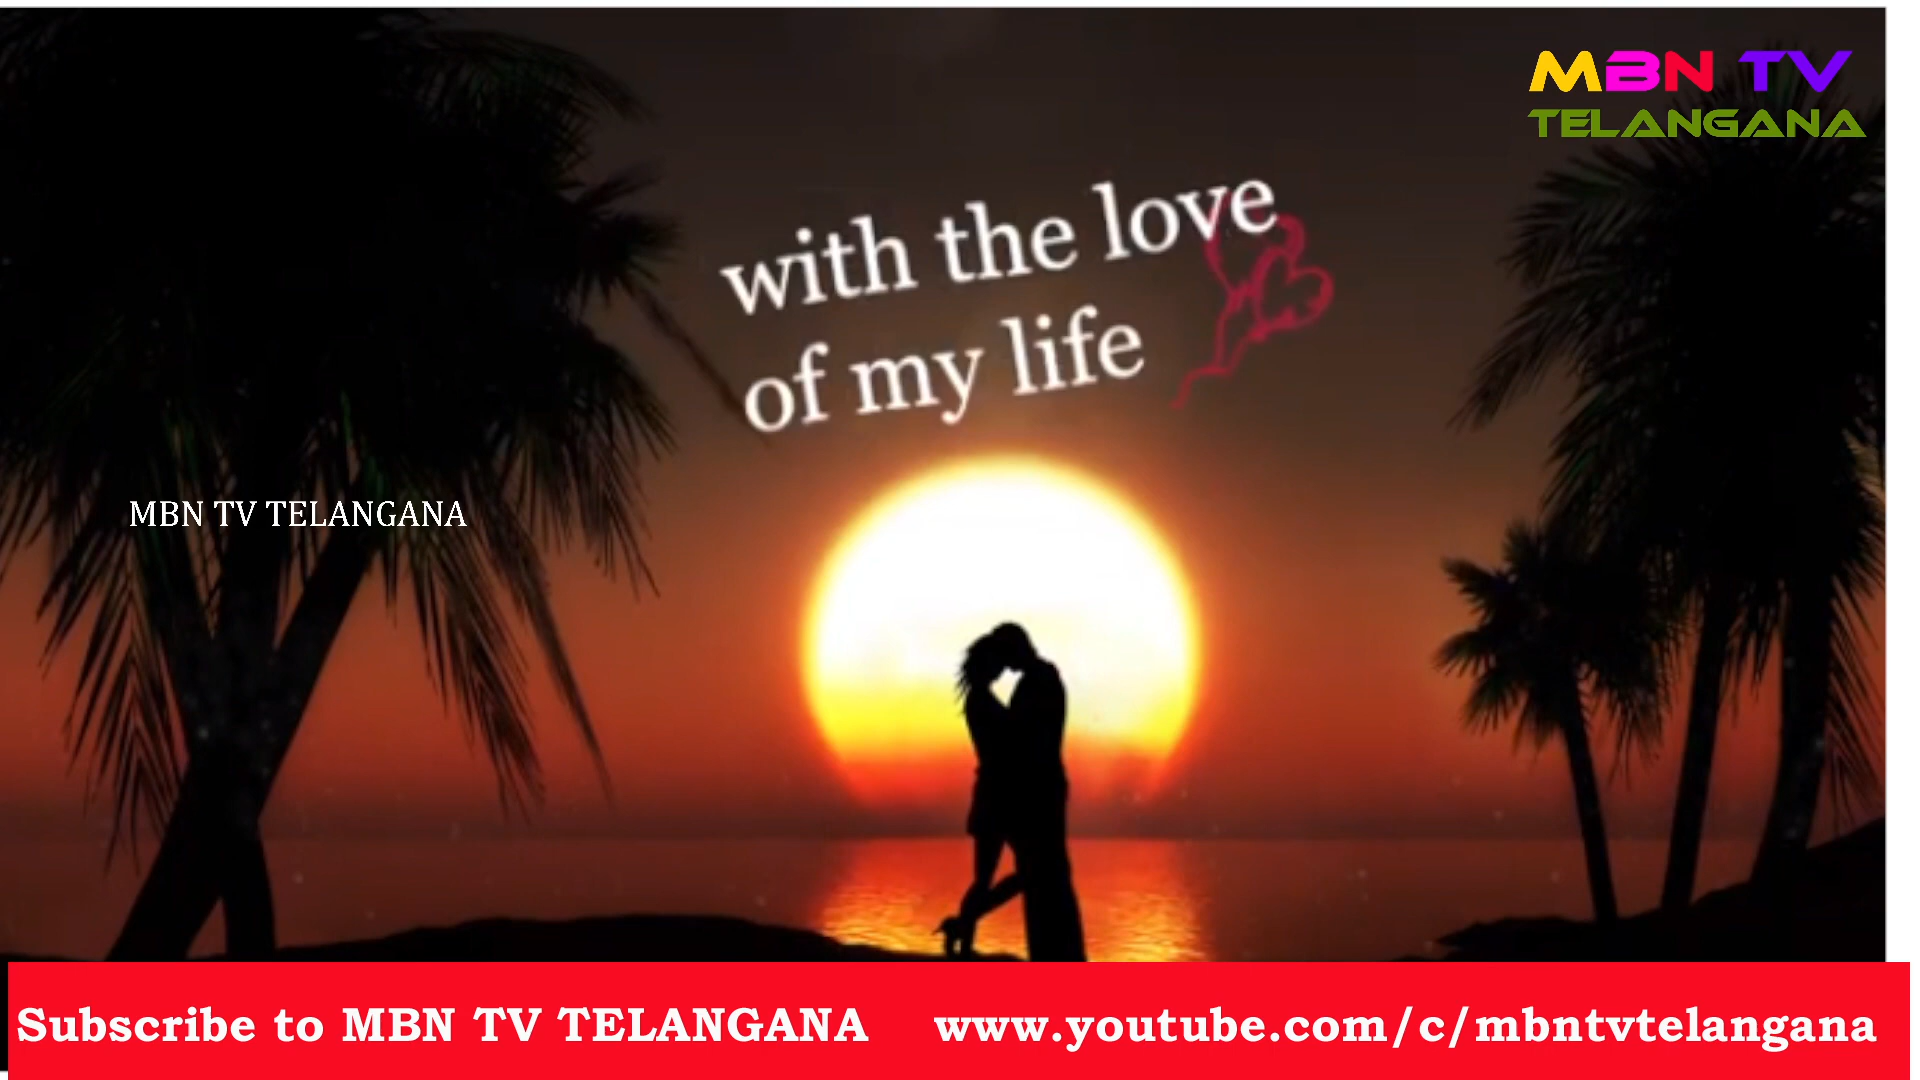 MBN TV
TELANGANA
with the love
of my life
MBN TV TELANGANA
Subscribe to MBN TV TELANGANA www.youtube.com/c/mbntvtelangana